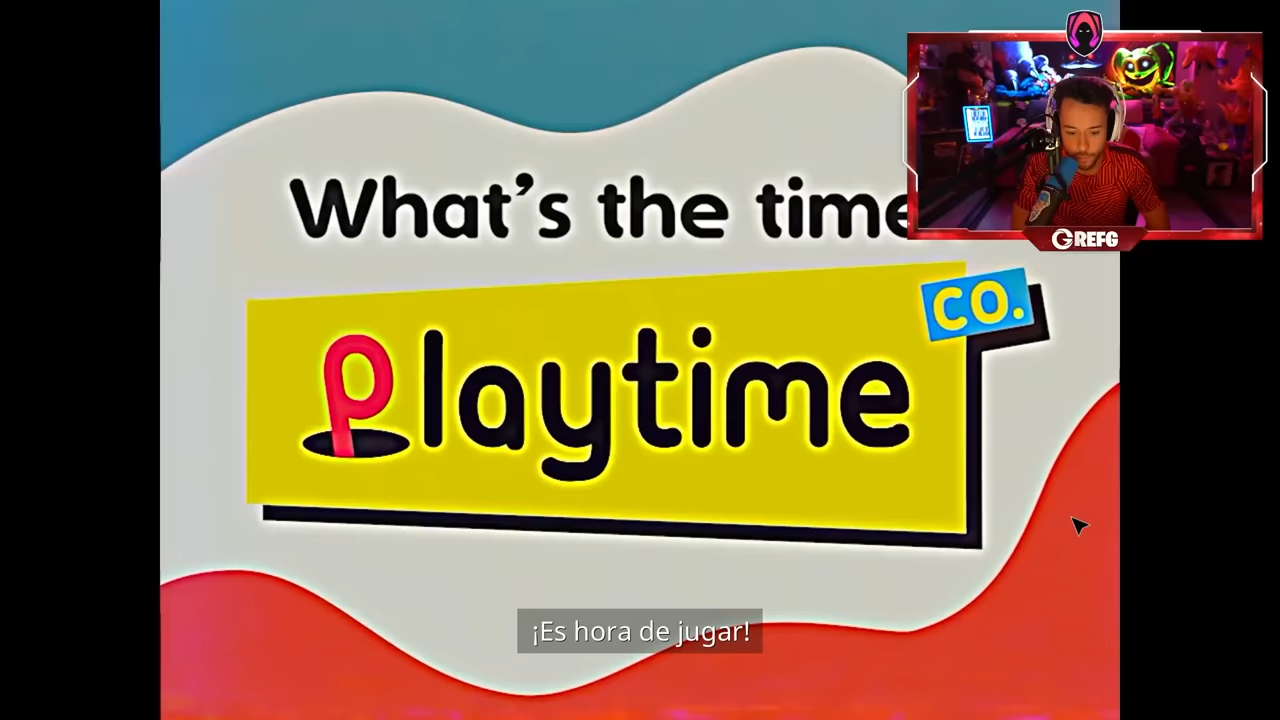 What's the time
GREFG
co.
Playtime
¡Es hora de jugar!